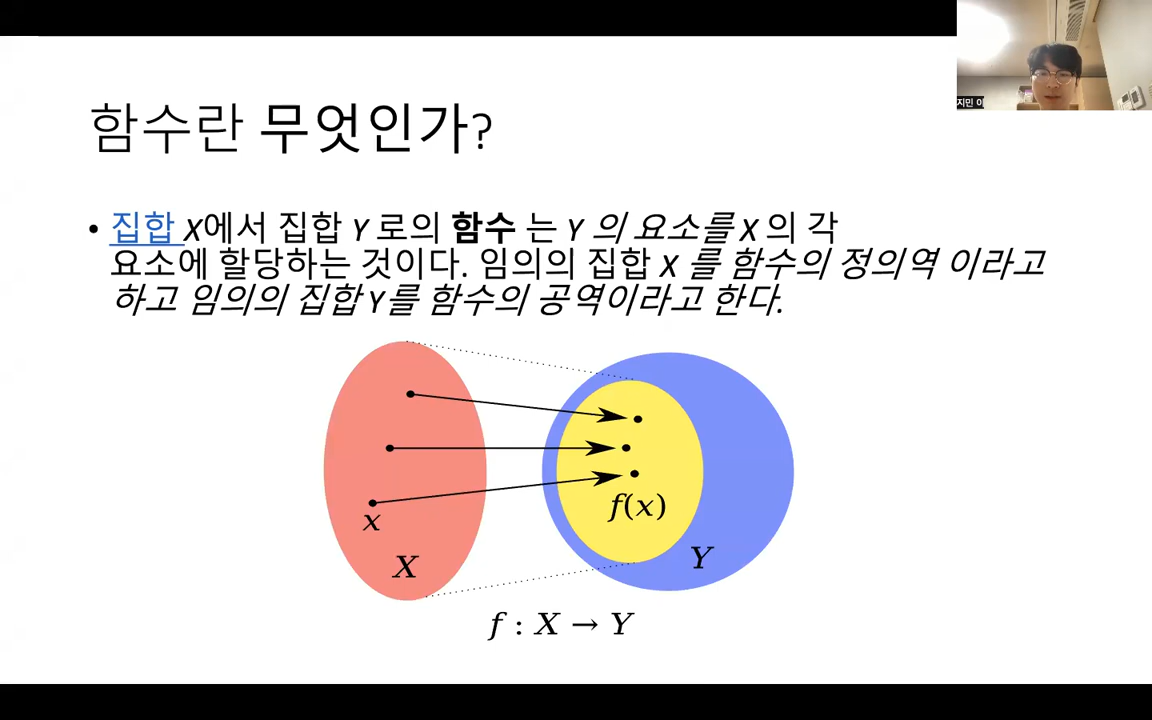 함수란 무엇인가?
• 집합 X에서 집합 Y 로의 함수 는 Y 의 요소를 X 의 각
요소에 할당하는 것이다. 임의의 집합 X 를 함수의 정의역 이라고
하고 임의의 집합 Y를 함수의 공역이라고 한다.
x
X
f(x)
Y
f : X → Y
지민 이